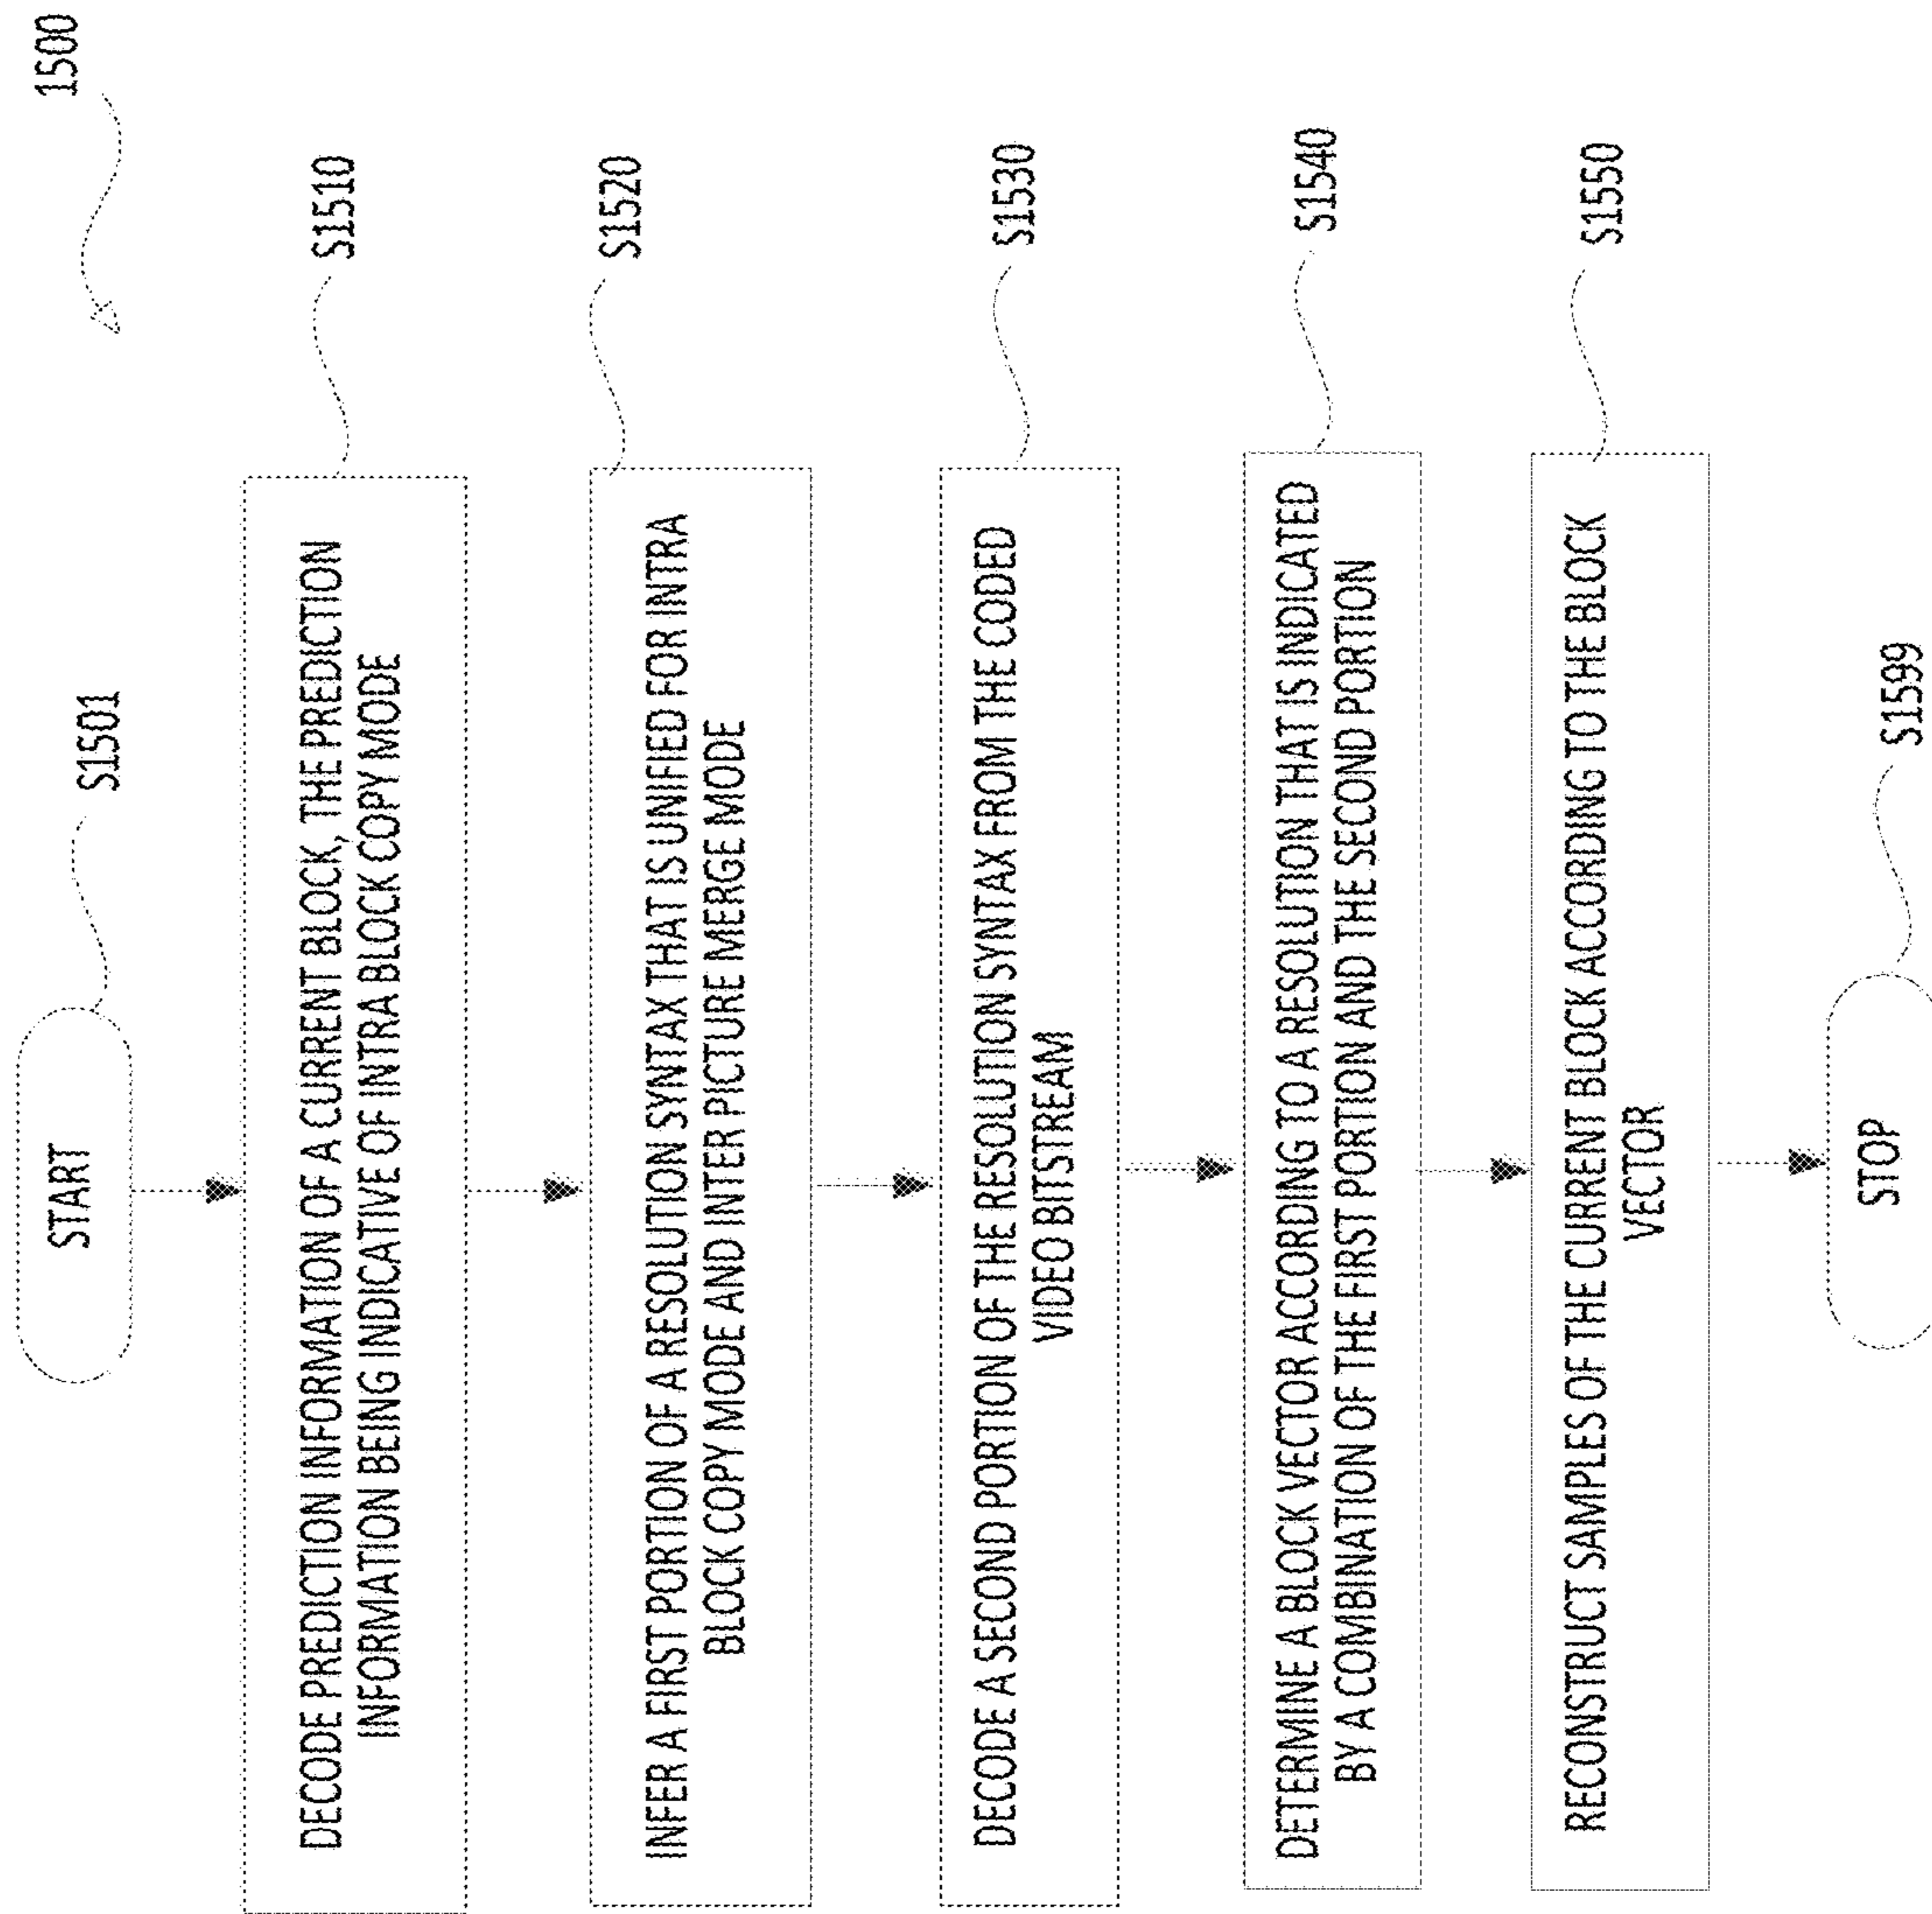 1500
START
S1501
DECODE PREDICTION INFORMATION OF A CURRENT BLOCK, THE PREDICTION
INFORMATION BEING INDICATIVE OF INTRA BLOCK COPY MODE
S1510
INFER A FIRST PORTION OF A RESOLUTION SYNTAX THAT IS UNIFIED FOR INTRA
BLOCK COPY MODE AND INTER PICTURE MERGE MODE
S1520
DECODE A SECOND PORTION OF THE RESOLUTION SYNTAX FROM THE CODED
VIDEO BITSTREAM
S1530
DETERMINE A BLOCK VECTOR ACCORDING TO A RESOLUTION THAT IS INDICATED
BY A COMBINATION OF THE FIRST PORTION AND THE SECOND PORTION
S1540
RECONSTRUCT SAMPLES OF THE CURRENT BLOCK ACCORDING TO THE BLOCK
VECTOR
S1550
STOP
S1599